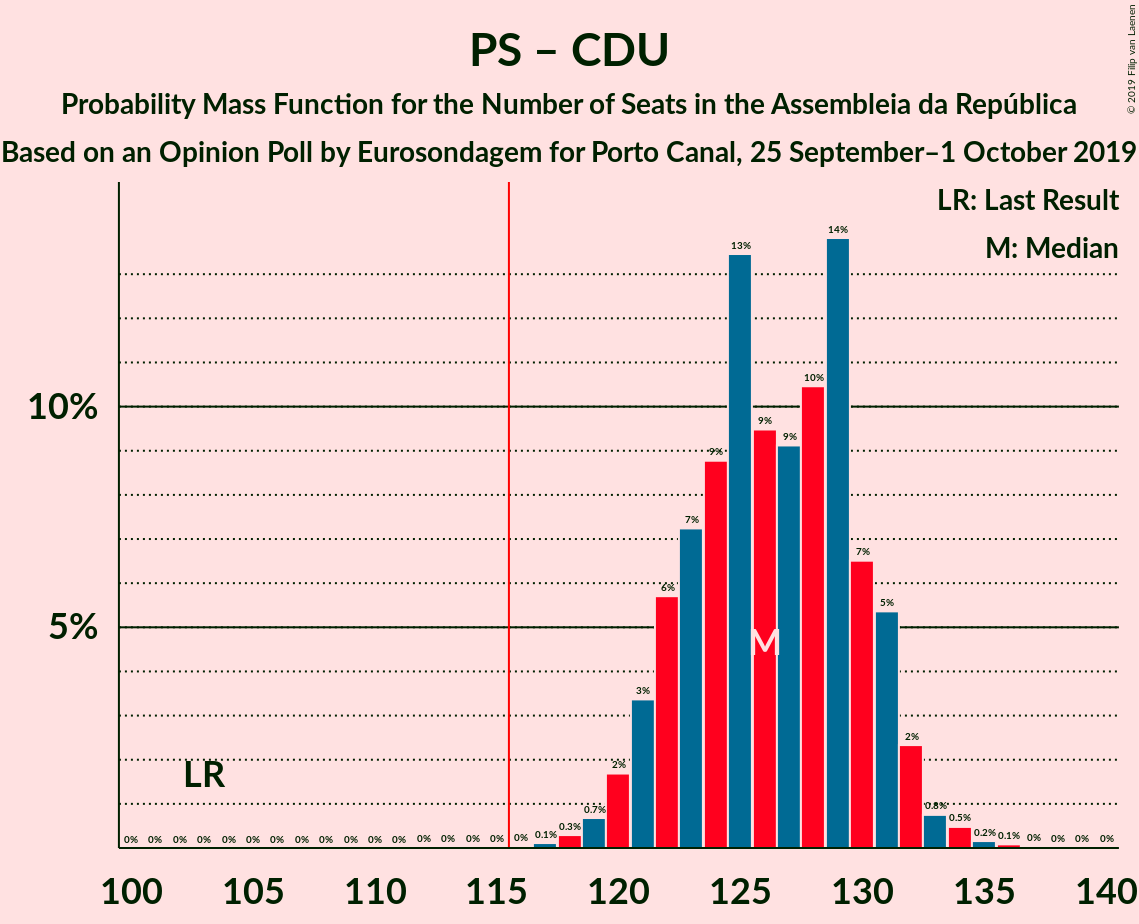 PS – CDU
Probability Mass Function for the Number of Seats in the Assembleia da República
Based on an Opinion Poll by Eurosondagem for Porto Canal, 25 September–1 October 2019
© 2019 Filip van Laenen
LR: Last Result
M: Median
10%
5%
LR
M
0% 0% 0% 0% 0% 0% 0% 0% 0% 0% 0% 0% 0% 0% 0% 0% 0% 0.1% 0.3% 0.7% 2% 3% 6% 7% 9% 13% 9% 9% 10% 14% 7% 5% 2% 0.8% 0.5% 0.2% 0.1% 0% 0% 0% 0%
100 105 110 115 120 125 130 135 140